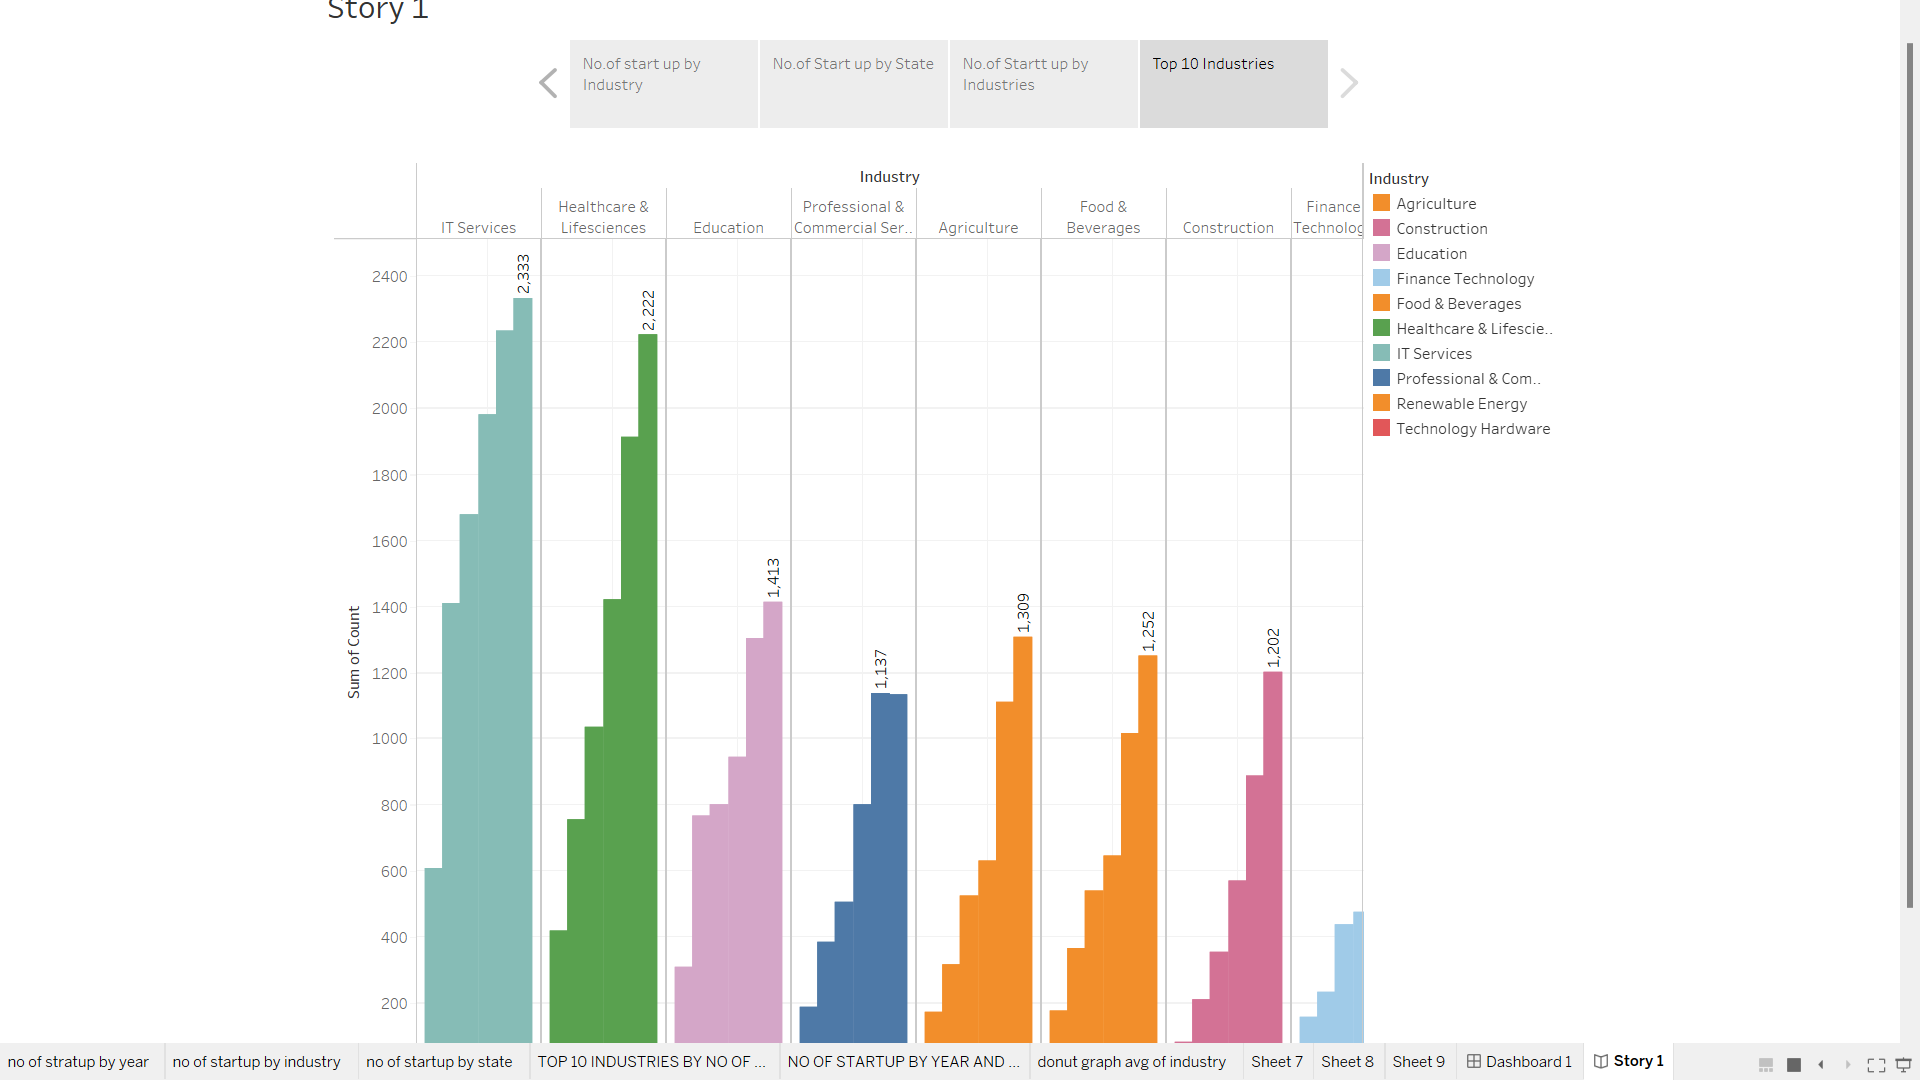 Story 1
No.of start up by
Industry
No.of Start up by State
No.of Startt up by
Industries
Top 10 Industries
Industry
IT Services
Healthcare &
Lifesciences
Education
Professional &
Commercial Ser..
Agriculture
Food &
Beverages
Construction
Finance
Technolog
2400
2200
2000
1800
1600
1400
1200
1000
800
600
400
200
Sum of Count
2,333
2,222
1,413
1,137
1,309
1,252
1,202
Industry
Agriculture
Construction
Education
Finance Technology
Food & Beverages
Healthcare & Lifescie..
IT Services
Professional & Com..
Renewable Energy
Technology Hardware
no of stratup by year
no of startup by industry
no of startup by state
TOP 10 INDUSTRIES BY NO OF ...
NO OF STARTUP BY YEAR AND ...
donut graph avg of industry
Sheet 7
Sheet 8
Sheet 9
Dashboard 1
Story 1